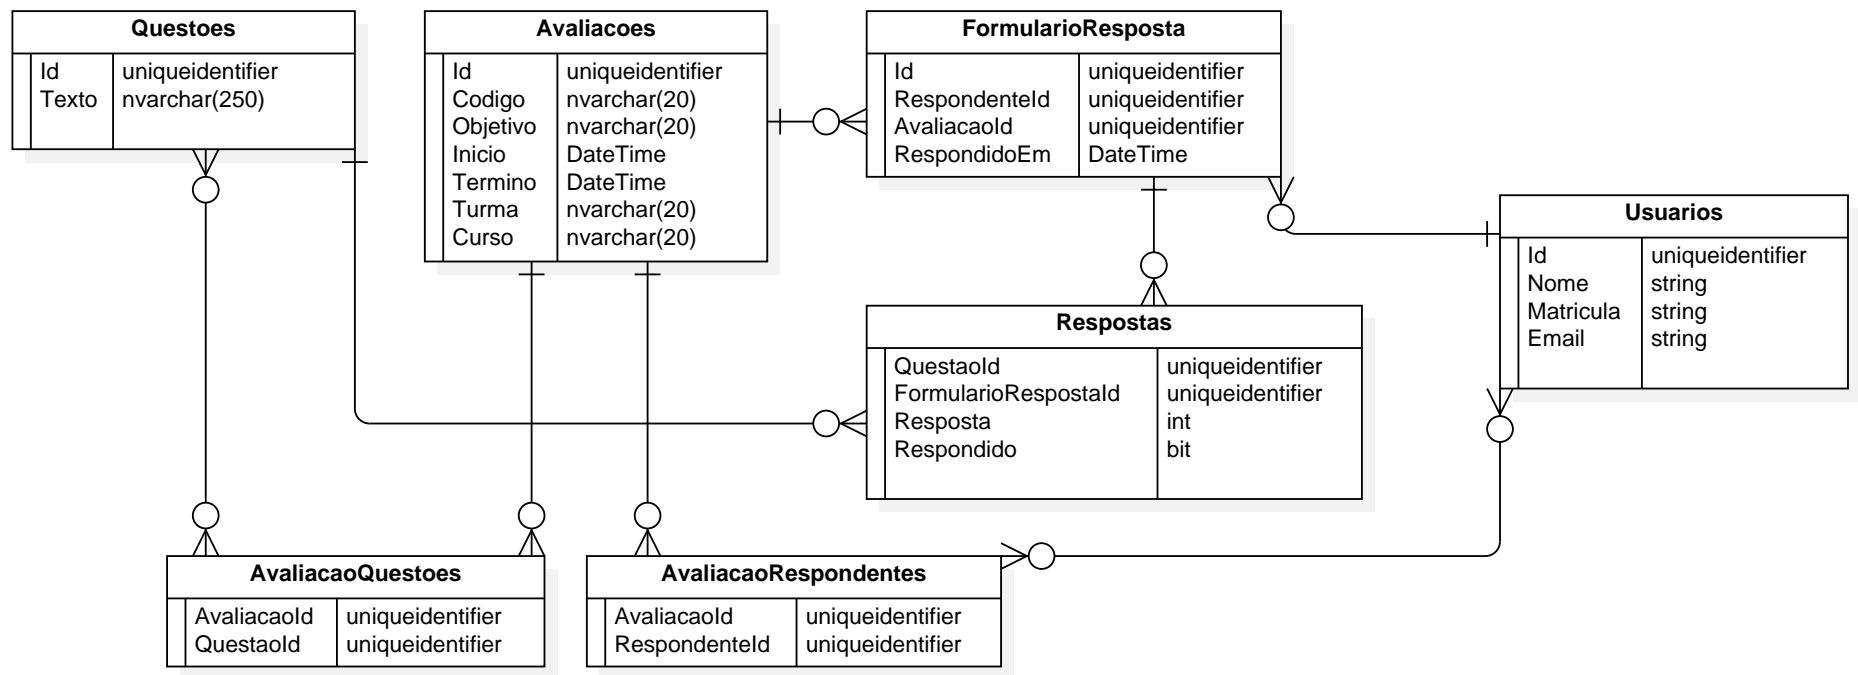 Questoes
Id uniqueidentifier
Texto nvarchar(250)
Avaliacoes
Id uniqueidentifier
Codigo nvarchar(20)
Objetivo nvarchar(20)
Inicio DateTime
Termino DateTime
Turma nvarchar(20)
Curso nvarchar(20)
FormularioResposta
Id uniqueidentifier
RespondenteId uniqueidentifier
AvaliacaoId uniqueidentifier
RespondidoEm DateTime
Usuarios
Id uniqueidentifier
Nome string
Matricula string
Email string
Respostas
QuestaoId uniqueidentifier
FormularioRespostaId uniqueidentifier
Resposta int
Respondido bit
AvaliacaoQuestoes
AvaliacaoId uniqueidentifier
QuestaoId uniqueidentifier
AvaliacaoRespondentes
AvaliacaoId uniqueidentifier
RespondenteId uniqueidentifier